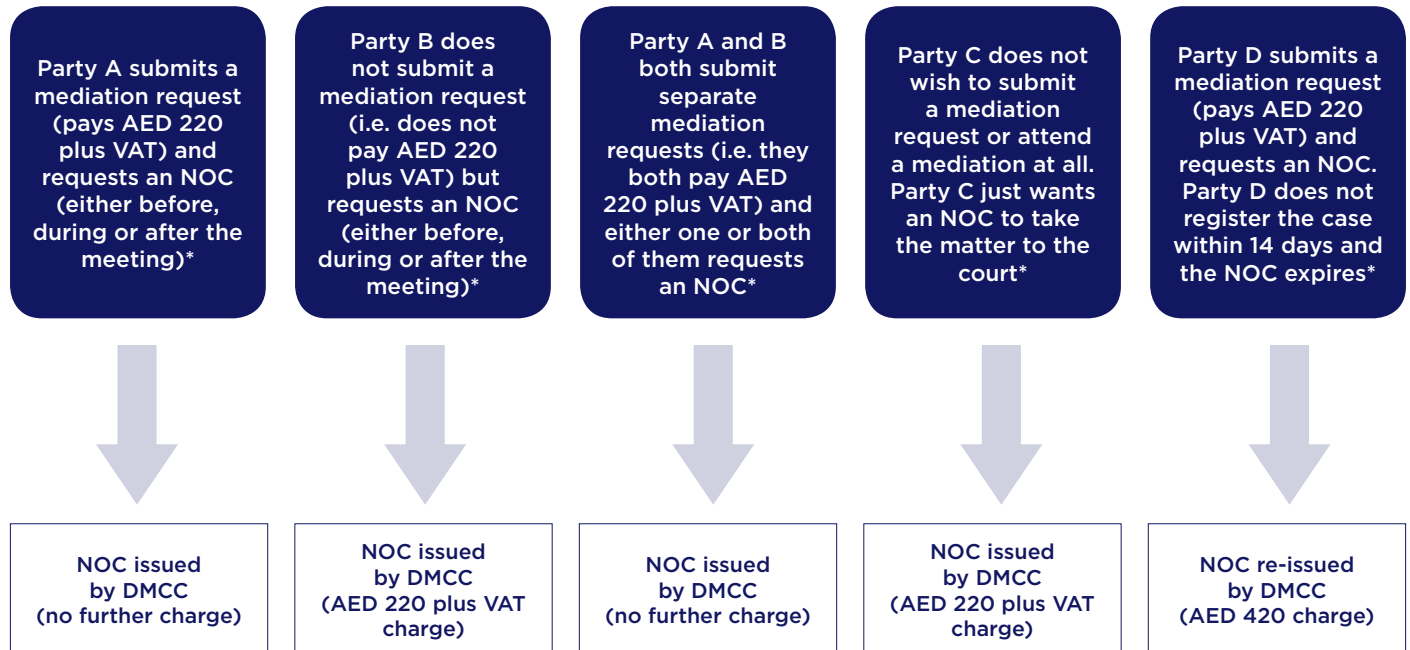 Party A submits a
mediation request
(pays AED 220
plus VAT) and
requests an NOC
(either before,
during or after the
meeting)*
Party B does
not submit a
mediation request
(i.e. does not
pay AED 220
plus VAT) but
requests an NOC
(either before,
during or after the
meeting)*
Party A and B
both submit
separate
mediation
requests (i.e. they
both pay AED
220 plus VAT) and
either one or both
of them requests
an NOC*
Party C does not
wish to submit
a mediation
request or attend
a mediation at all.
Party C just wants
an NOC to take
the matter to the
court*
Party D submits a
mediation request
(pays AED 220
plus VAT) and
requests an NOC.
Party D does not
register the case
within 14 days and
the NOC expires*
NOC issued
by DMCC
(no further charge)
NOC issued
by DMCC
(AED 220 plus VAT
charge)
NOC issued
by DMCC
(no further charge)
NOC issued
by DMCC
(AED 220 plus VAT
charge)
NOC re-issued
by DMCC
(AED 420 charge)